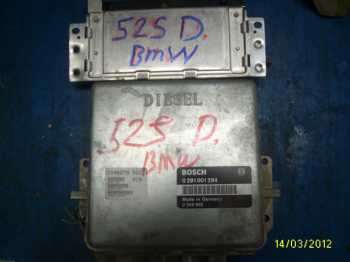 525 D.
BMW
DIESEL
525 D.
BMW
BOSCH
0 281 001 294
Made in Germany
14/03/2012